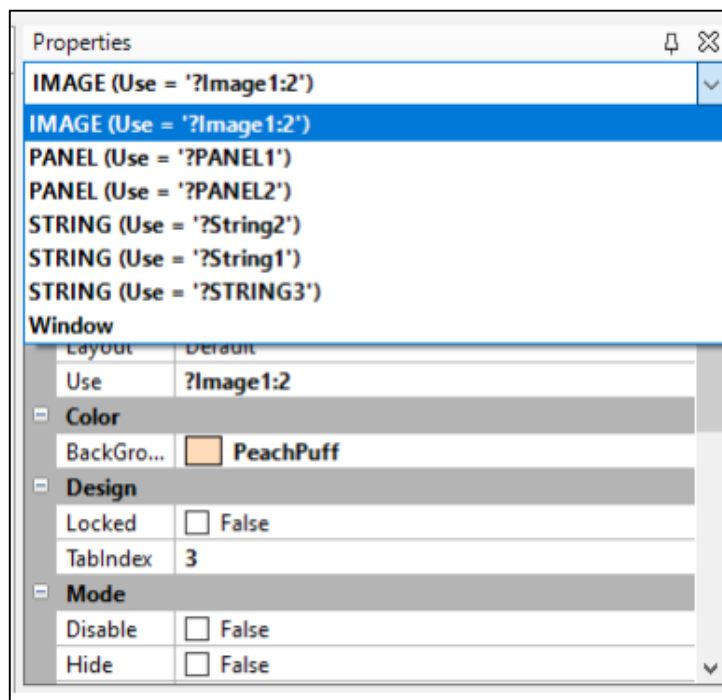 Properties
IMAGE (Use = '?Image1:2')
IMAGE (Use = '?Image1:2')
PANEL (Use = '?PANEL1')
PANEL (Use = '?PANEL2')
STRING (Use = '?String2')
STRING (Use = '?String1')
STRING (Use = '?STRING3')
Window
Layout Default
Use ?Image1:2
Color
BackGro... PeachPuff
Design
Locked False
TabIndex 3
Mode
Disable False
Hide False